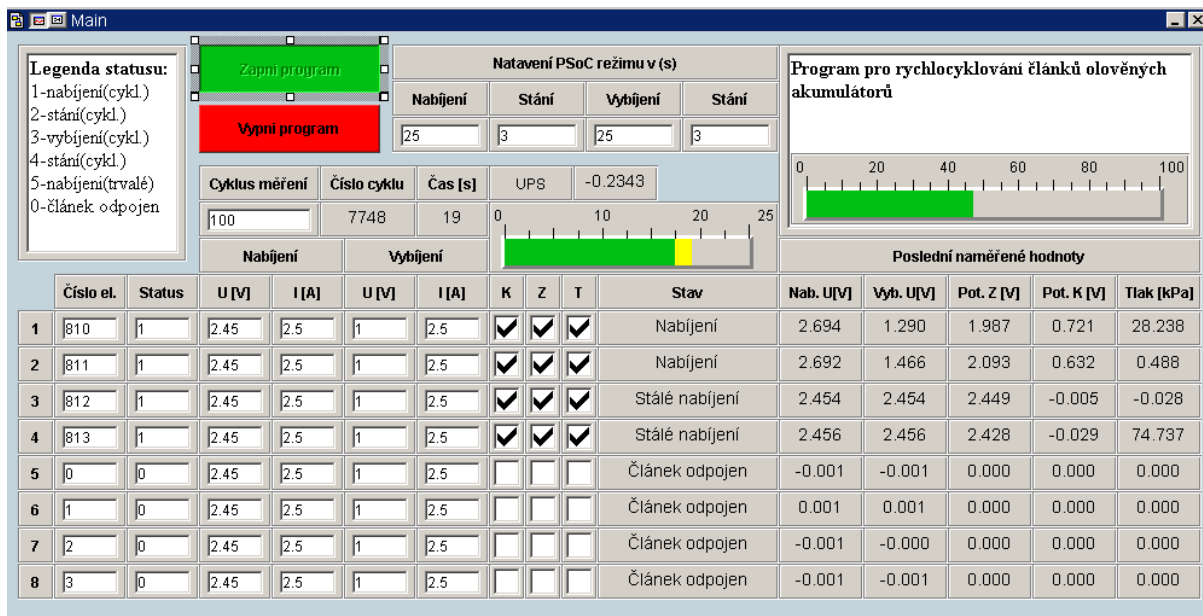 Main
Legenda statusu:
1-nabíjení(cykl.)
2-stání(cykl.)
3-vybíjení(cykl.)
4-stání(cykl.)
5-nabíjeni(trvalé)
0-článek odpojen
Zapni program
Vypni program
Natavení PSoC režimu v (s)
Nabíjení Stání Vybíjení Stání
25 3 25 3
Program pro rychlocyklování článků olověných
akumulátorů
0 20 40 60 80 100
Cyklus měření Číslo cyklu Čas [s] UPS -0.2343
100 7748 19
0 10 20 25
Nabíjení Vybíjení Poslední naměřené hodnoty
Číslo el. Status U [V] I [A] U [V] I [A] K Z T Stav Nab. U[V] Vyb. U[V] Pot. Z [V] Pot. K [V] Tlak [kPa]
1 810 1 2.45 2.5 1 2.5 Nabíjení 2.694 1.290 1.987 0.721 28.238
2 811 1 2.45 2.5 1 2.5 Nabíjení 2.692 1.466 2.093 0.632 0.488
3 812 1 2.45 2.5 1 2.5 Stálé nabíjení 2.454 2.454 2.449 -0.005 -0.028
4 813 1 2.45 2.5 1 2.5 Stálé nabíjení 2.456 2.456 2.428 -0.029 74.737
5 0 0 2.45 2.5 1 2.5 Článek odpojen -0.001 -0.001 0.000 0.000 0.000
6 1 0 2.45 2.5 1 2.5 Článek odpojen 0.001 0.001 0.000 0.000 0.000
7 2 0 2.45 2.5 1 2.5 Článek odpojen -0.001 -0.000 0.000 0.000 0.000
8 3 0 2.45 2.5 1 2.5 Článek odpojen -0.001 -0.001 0.000 0.000 0.000